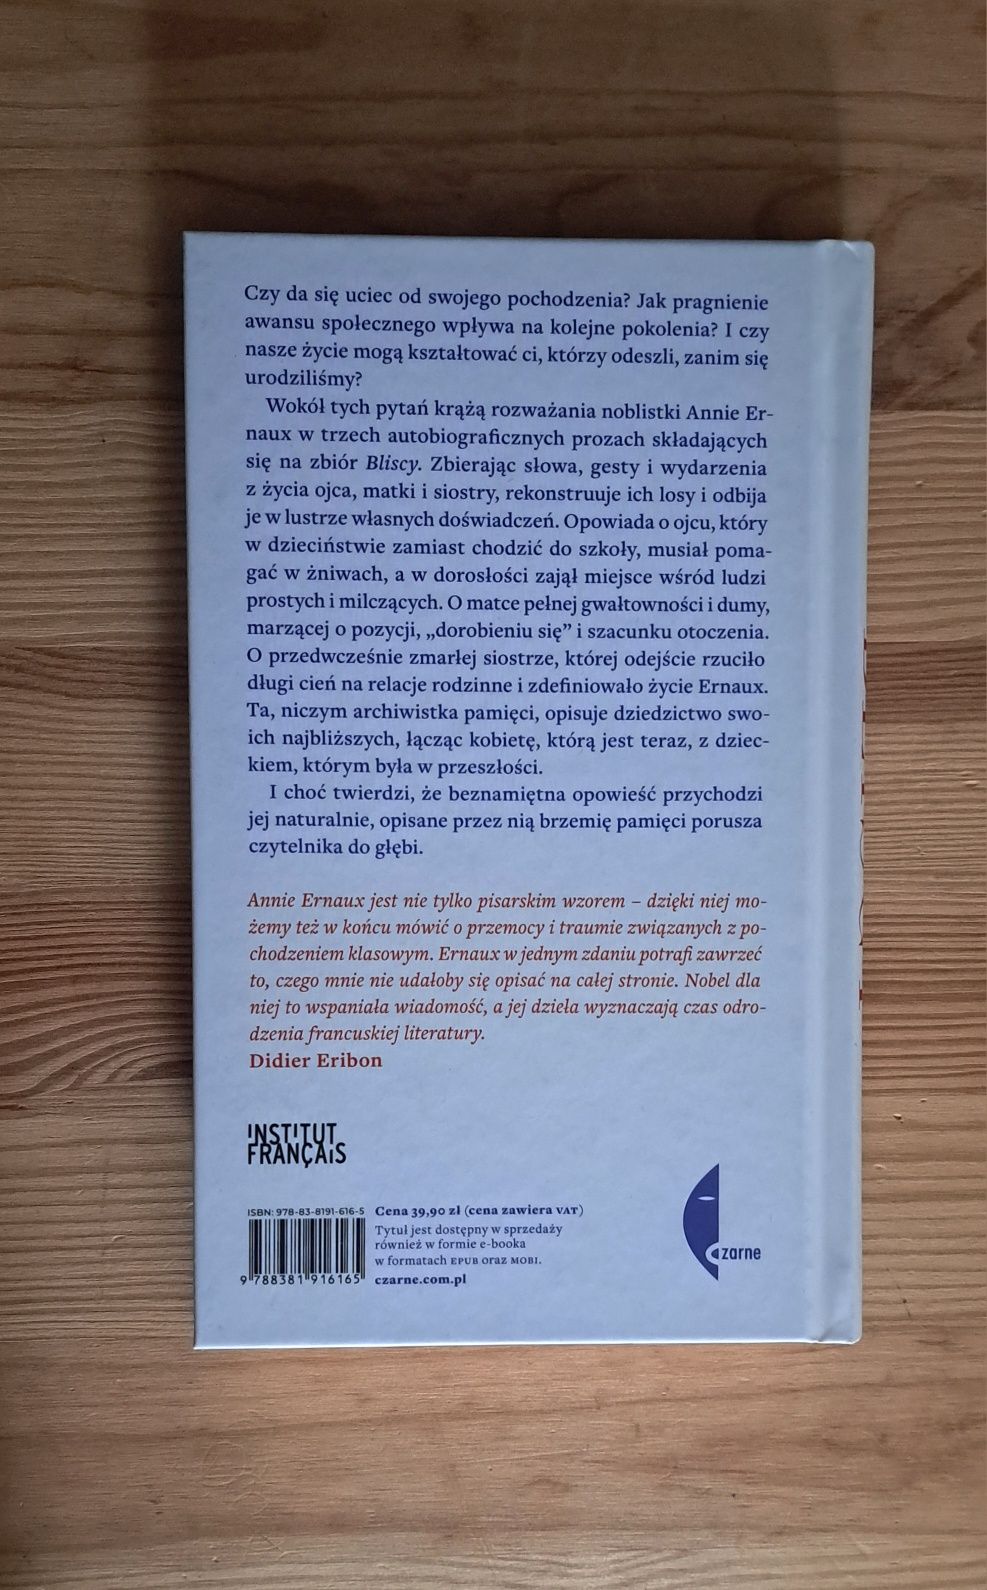 Czy da się uciec od swojego pochodzenia? Jak pragnienie
awansu społecznego wpływa na kolejne pokolenia? I czy
nasze życie mogą kształtować ci, którzy odeszli, zanim się
urodziliśmy?
Wokół tych pytań krążą rozważania noblistki Annie Er-
naux w trzech autobiograficznych prozach składających
się na zbiór Bliscy. Zbierając słowa, gesty i wydarzenia
z życia ojca, matki i siostry, rekonstruuje ich losy i odbija
je w lustrze własnych doświadczeń. Opowiada o ojcu, który
w dzieciństwie zamiast chodzić do szkoły, musiał poma-
gać w żniwach, a w dorosłości zajął miejsce wśród ludzi
prostych i milczących. O matce pełnej gwałtowności i dumy,
marzącej o pozycji, „dorobieniu się” i szacunku otoczenia.
O przedwcześnie zmarłej siostrze, której odejście rzuciło
długi cień na relacje rodzinne i zdefiniowało życie Ernaux.
Ta, niczym archiwistka pamięci, opisuje dziedzictwo swo-
ich najbliższych, łącząc kobietę, którą jest teraz, z dziec-
kiem, którym była w przeszłości.
I choć twierdzi, że beznamiętna opowieść przychodzi
jej naturalnie, opisane przez nią brzemię pamięci porusza
czytelnika do głębi.
Annie Ernaux jest nie tylko pisarskim wzorem – dzięki niej mo-
żemy też w końcu mówić o przemocy i traumie związanych z po-
chodzeniem klasowym. Ernaux w jednym zdaniu potrafi zawrzeć
to, czego mnie nie udałoby się opisać na całej stronie. Nobel dla
niej to wspaniała wiadomość, a jej dzieła wyznaczają czas odro-
dzenia francuskiej literatury.
Didier Eribon
INSTITUT
FRANÇAIS
ISBN: 978-83-8191-616-5
9 788381 916165
Cena 39,90 zł (cena zawiera VAT)
Tytuł jest dostępny w sprzedaży
również w formie e-booka
w formatach EPUB oraz MOBI.
czarne.com.pl
czarne